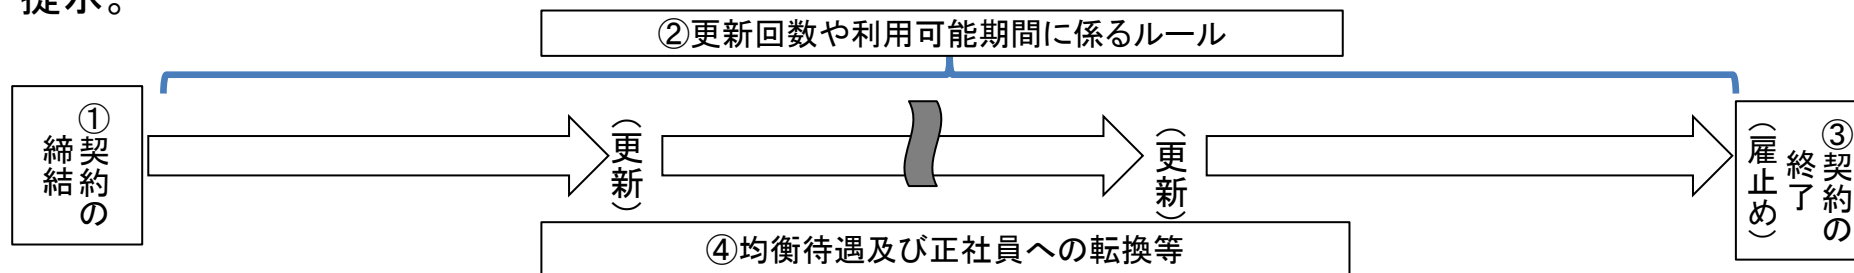 提示。
②更新回数や利用可能期間に係るルール
①契約の
締結
（更新）
（更新）
③契約の
終了
（雇止め）
④均衡待遇及び正社員への転換等